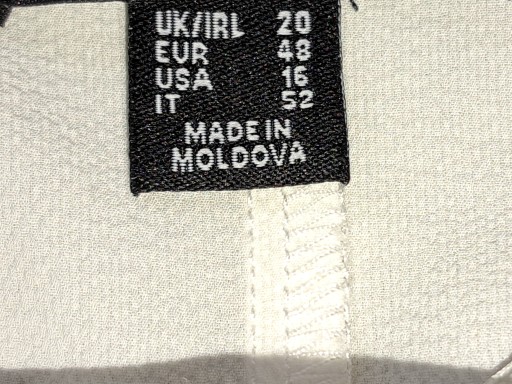 UK/IRL 20
EUR 48
USA 16
IT 52
MADE IN
MOLDOVA